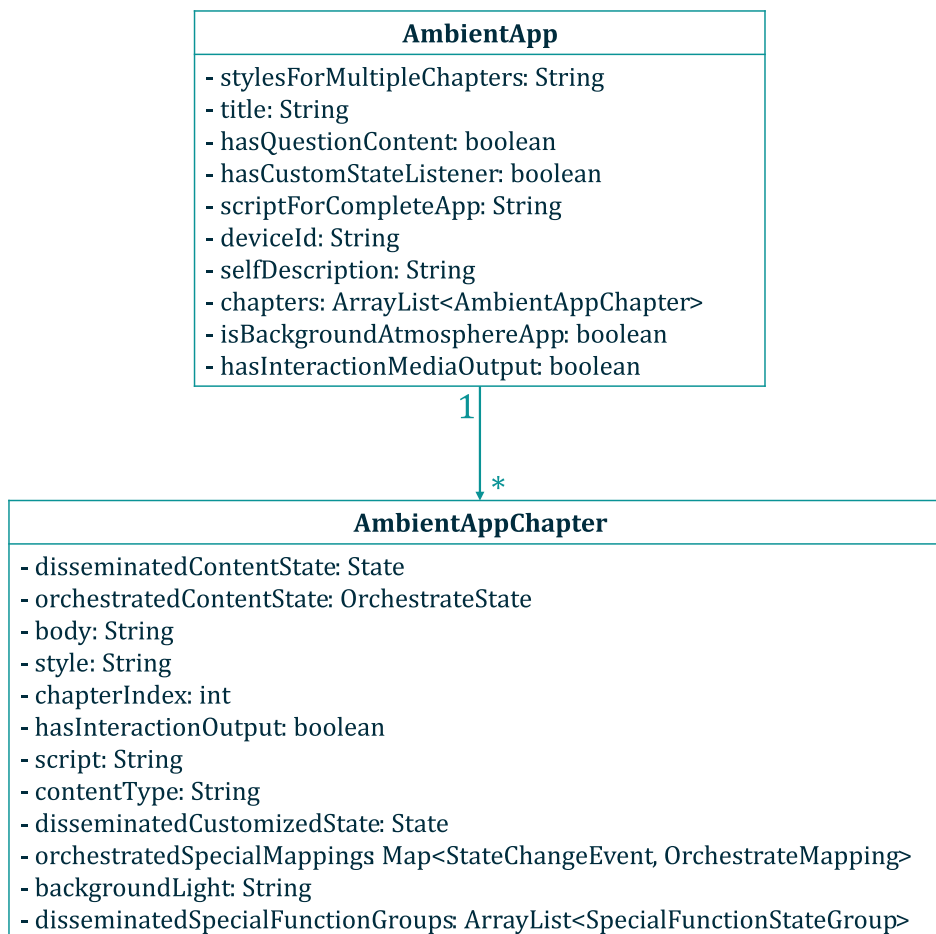 AmbientApp
- stylesForMultipleChapters: String
- title: String
- hasQuestionContent: boolean
- hasCustomStateListener: boolean
- scriptForCompleteApp: String
- deviceId: String
- selfDescription: String
- chapters: ArrayList<AmbientAppChapter>
- isBackgroundAtmosphereApp: boolean
- hasInteractionMediaOutput: boolean
1
*
AmbientAppChapter
- disseminatedContentState: State
- orchestratedContentState: OrchestrateState
- body: String
- style: String
- chapterIndex: int
- hasInteractionOutput: boolean
- script: String
- contentType: String
- disseminatedCustomizedState: State
- orchestratedSpecialMappings Map<StateChangeEvent, OrchestrateMapping>
- backgroundLight: String
- disseminatedSpecialFunctionGroups: ArrayList<SpecialFunctionStateGroup>